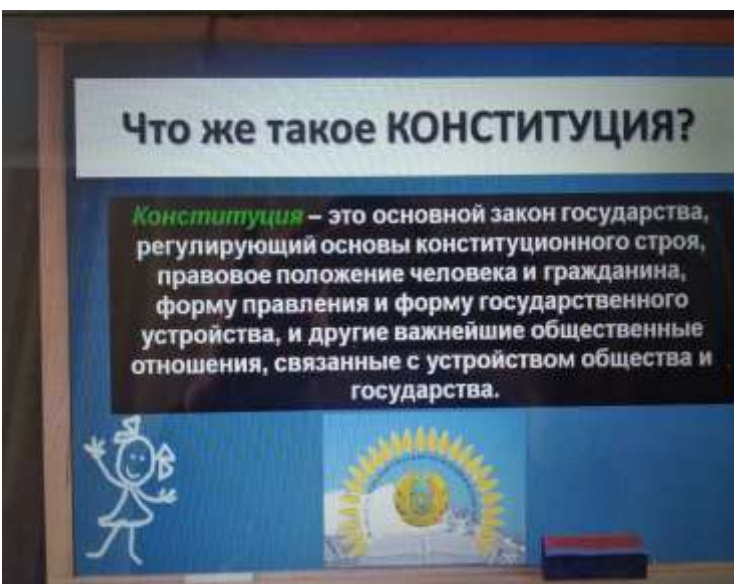 Что же такое КОНСТИТУЦИЯ?
Конституция – это основной закон государства,
регулирующий основы конституционного строя,
правовое положение человека и гражданина,
форму правления и форму государственного
устройства, и другие важнейшие общественные
отношения, связанные с устройством общества и
государства.